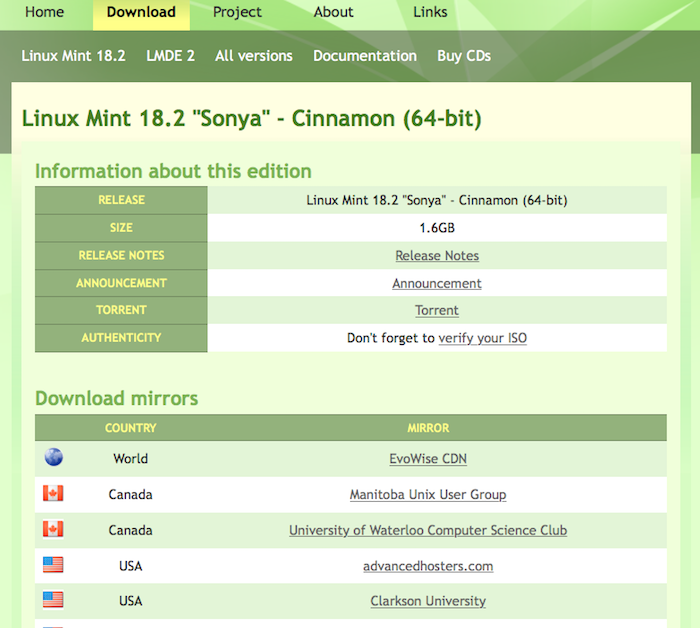 Home Download Project About Links
Linux Mint 18.2 LMDE 2 All versions Documentation Buy CDs
Linux Mint 18.2 "Sonya" - Cinnamon (64-bit)
Information about this edition
RELEASE Linux Mint 18.2 "Sonya" - Cinnamon (64-bit)
SIZE 1.6GB
RELEASE NOTES Release Notes
ANNOUNCEMENT Announcement
TORRENT Torrent
AUTHENTICITY Don't forget to verify your ISO
Download mirrors
COUNTRY MIRROR
World EvoWise CDN
Canada Manitoba Unix User Group
Canada University of Waterloo Computer Science Club
USA advancedhosters.com
USA Clarkson University